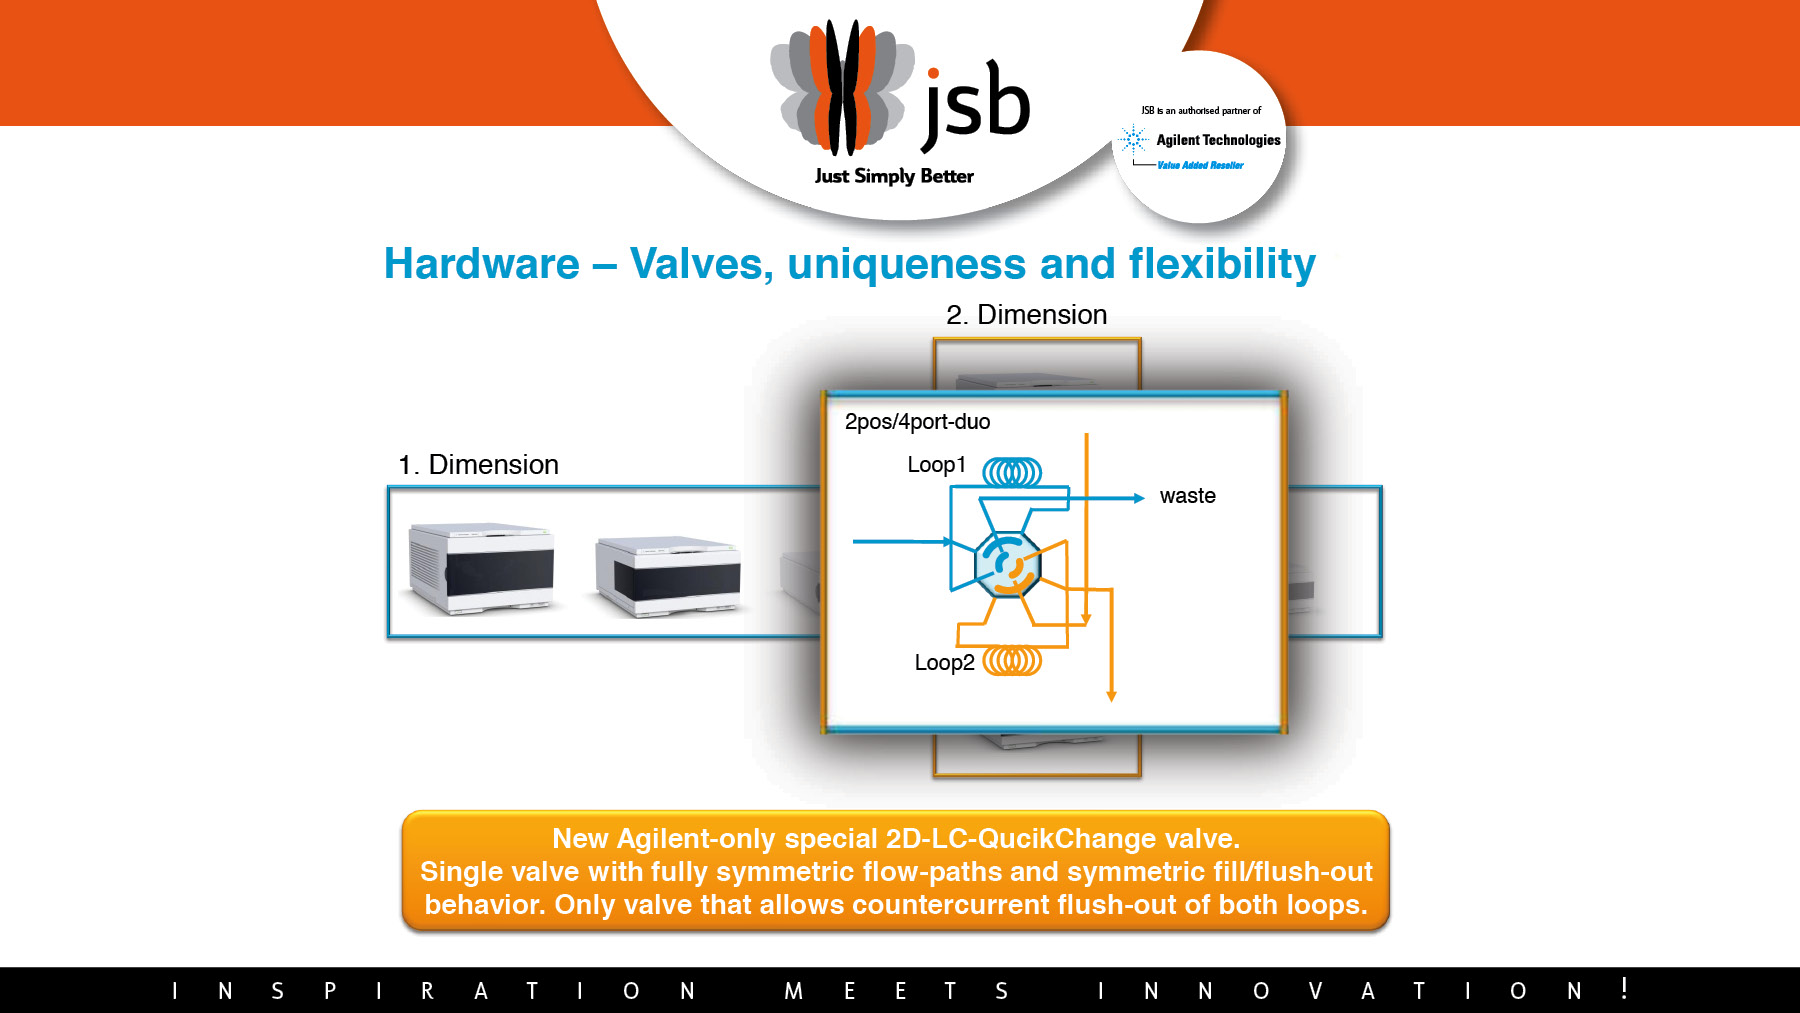 jsb
Just Simply Better
JSB is an authorised partner of
Agilent Technologies
Value Added Reseller
Hardware – Valves, uniqueness and flexibility
2. Dimension
1. Dimension
2pos/4port-duo
Loop1
waste
Loop2
New Agilent-only special 2D-LC-QucikChange valve.
Single valve with fully symmetric flow-paths and symmetric fill/flush-out
behavior. Only valve that allows countercurrent flush-out of both loops.
INSPIRATION MEETS INNOVATION!